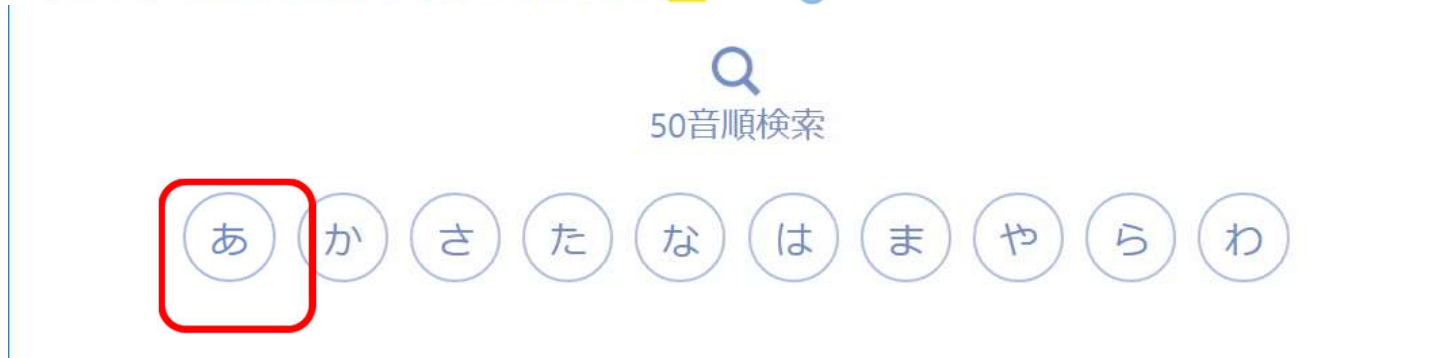 50音順検索
あ か さ た な は ま や ら わ